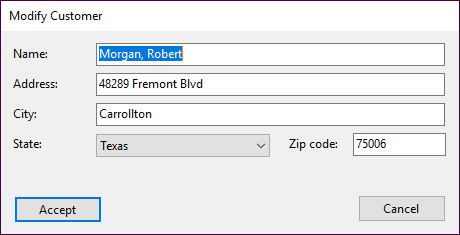 Modify Customer
Name: Morgan, Robert
Address: 48289 Fremont Blvd
City: Carrollton
State: Texas Zip code: 75006
Accept Cancel